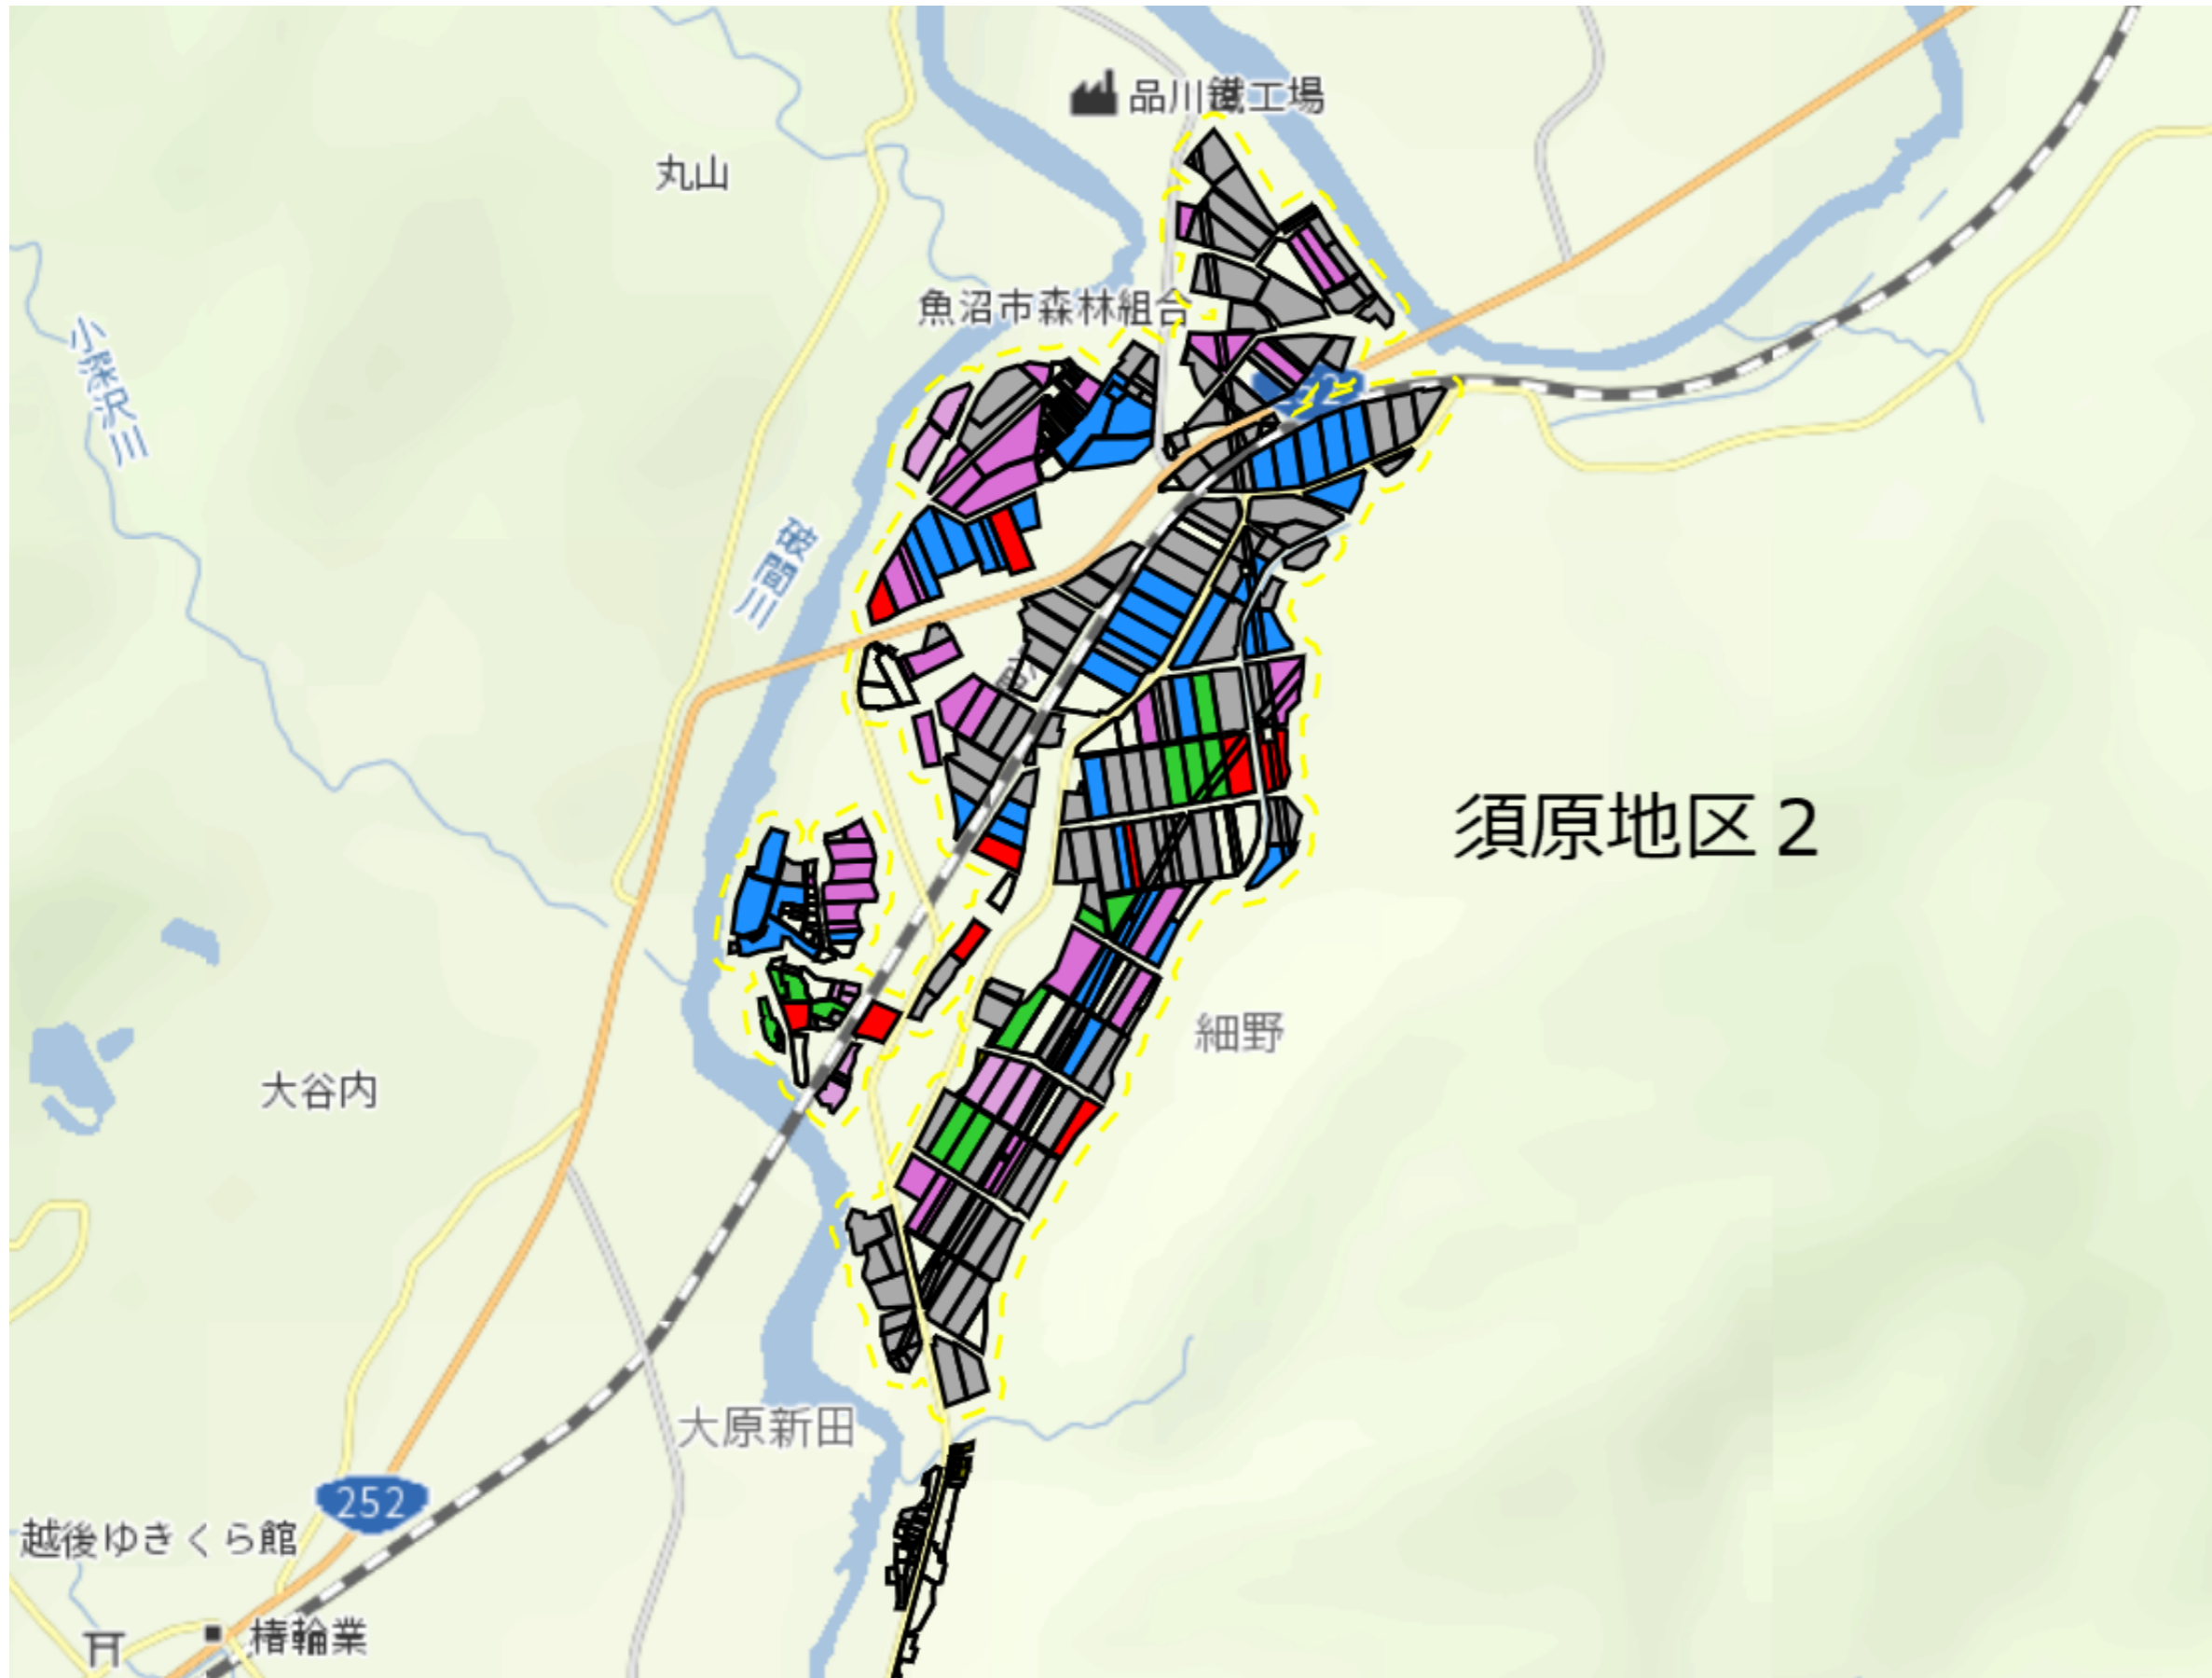 品川鐵工場
丸山
魚沼市森林組合
小深沢川
破間川
須原地区2
細野
大谷内
大原新田
252
越後ゆきくら館
椿輪業